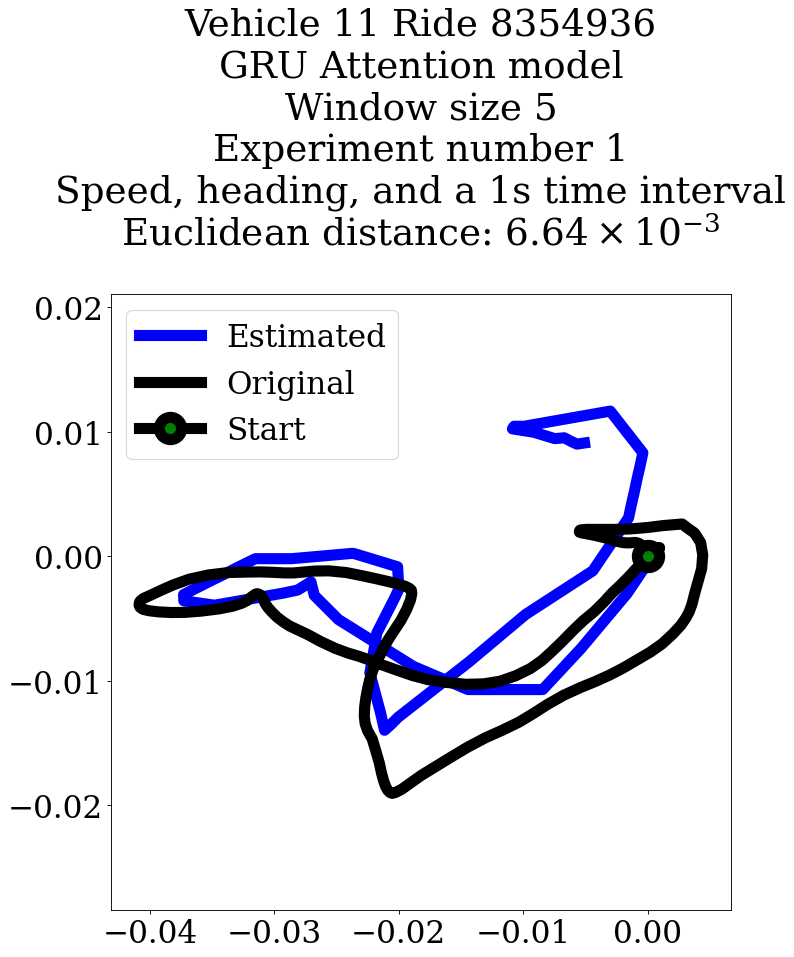 Vehicle 11 Ride 8354936
GRU Attention model
Window size 5
Experiment number 1
Speed, heading, and a 1s time interval
Euclidean distance: 6.64 × 10⁻³
0.02
Estimated
Original
0.01
Start
0.00
−0.01
−0.02
−0.04 −0.03 −0.02 −0.01 0.00